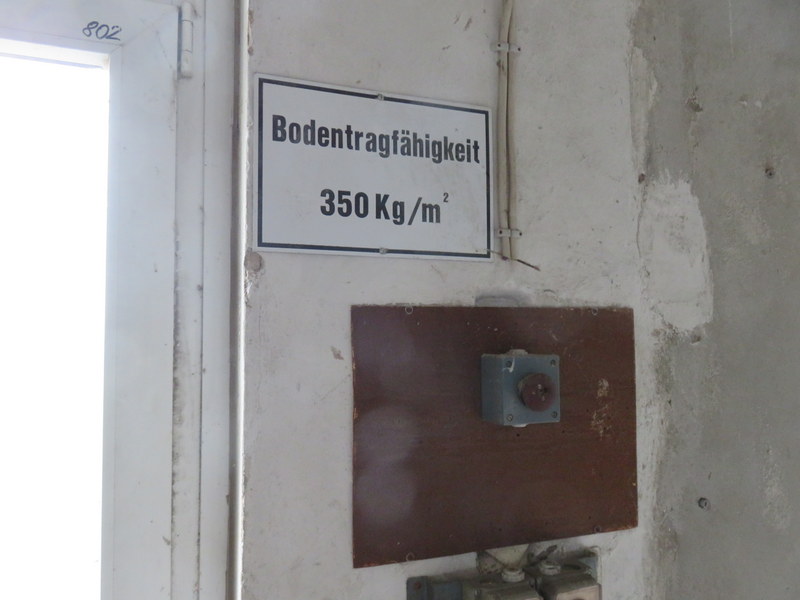 802
Bodentragfähigkeit
350 Kg/m²